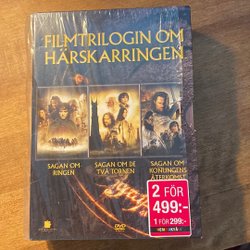 FILMTRILOGIN OM
HÄRSKARRINGEN
SAGAN OM
RINGEN
SAGAN OM DE
TVÅ TORNEN
SAGAN OM
KONUNGENS
ÅTERKOMST
2 FÖR
499:-
1 FÖR 299:-
DVD